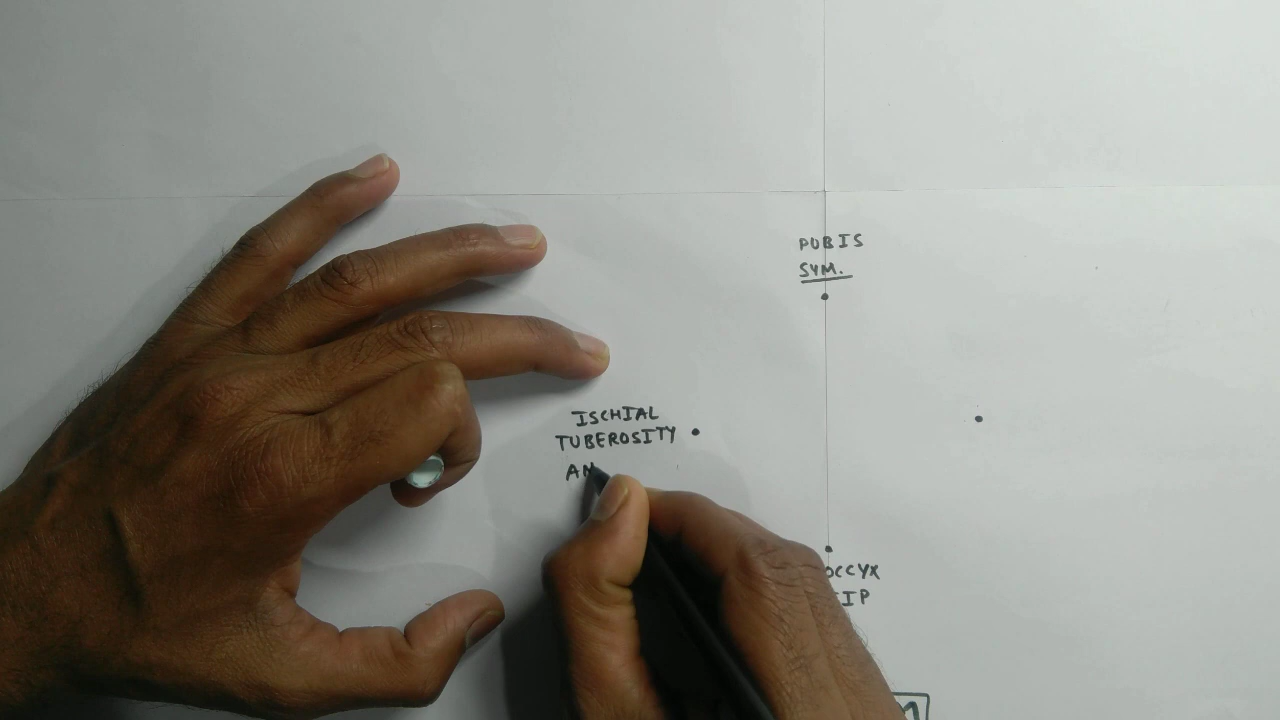 PUBIS
SYM.
ISCHIAL
TUBEROSITY
AN
OCCYX
IP